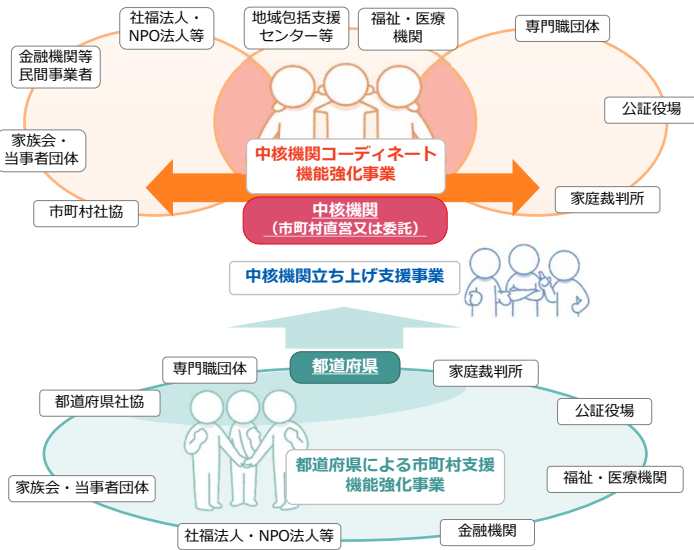 社福法人・
NPO法人等
地域包括支援
センター等
福祉・医療
機関
専門職団体
金融機関等
民間事業者
公証役場
家族会・
当事者団体
中核機関コーディネート
機能強化事業
家庭裁判所
市町村社協
中核機関
（市町村直営又は委託）
中核機関立ち上げ支援事業
専門職団体
都道府県
家庭裁判所
都道府県社協
公証役場
都道府県による市町村支援
機能強化事業
福祉・医療機関
家族会・当事者団体
社福法人・NPO法人等
金融機関